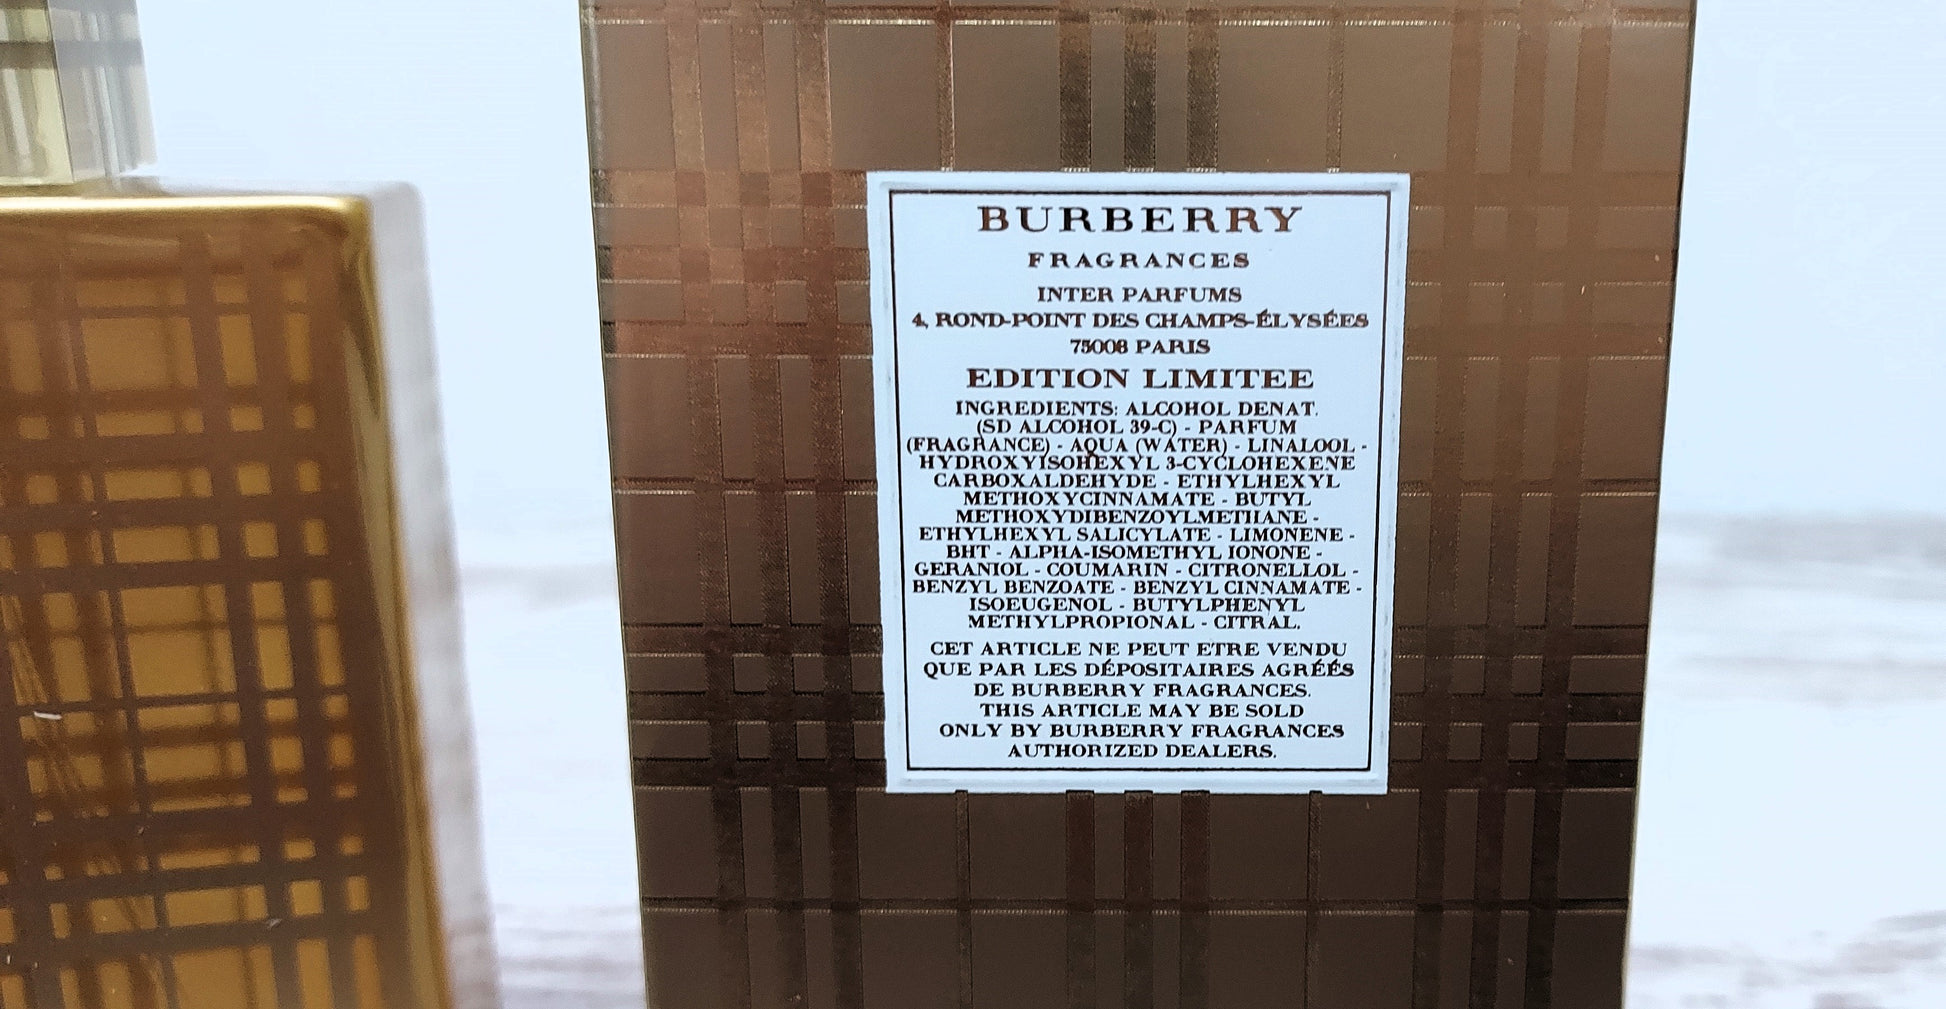 BURBERRY
FRAGRANCES
INTER PARFUMS
4, ROND-POINT DES CHAMPS-ÉLYSÉES
75008 PARIS
EDITION LIMITEE
INGREDIENTS: ALCOHOL DENAT.
(SD ALCOHOL 39-C) - PARFUM
(FRAGRANCE) - AQUA (WATER) - LINALOOL -
HYDROXYISOHEXYL 3-CYCLOHEXENE
CARBOXALDEHYDE - ETHYLHEXYL
METHOXYCINNAMATE - BUTYL
METHOXYDIBENZOYLMETHANE -
ETHYLHEXYL SALICYLATE - LIMONENE -
BHT - ALPHA-ISOMETHYL IONONE -
GERANIOL - COUMARIN - CITRONELLOL -
BENZYL BENZOATE - BENZYL CINNAMATE -
ISOEUGENOL - BUTYLPHENYL
METHYLPROPIONAL - CITRAL.
CET ARTICLE NE PEUT ETRE VENDU
QUE PAR LES DÉPOSITAIRES AGRÉÉS
DE BURBERRY FRAGRANCES.
THIS ARTICLE MAY BE SOLD
ONLY BY BURBERRY FRAGRANCES
AUTHORIZED DEALERS.